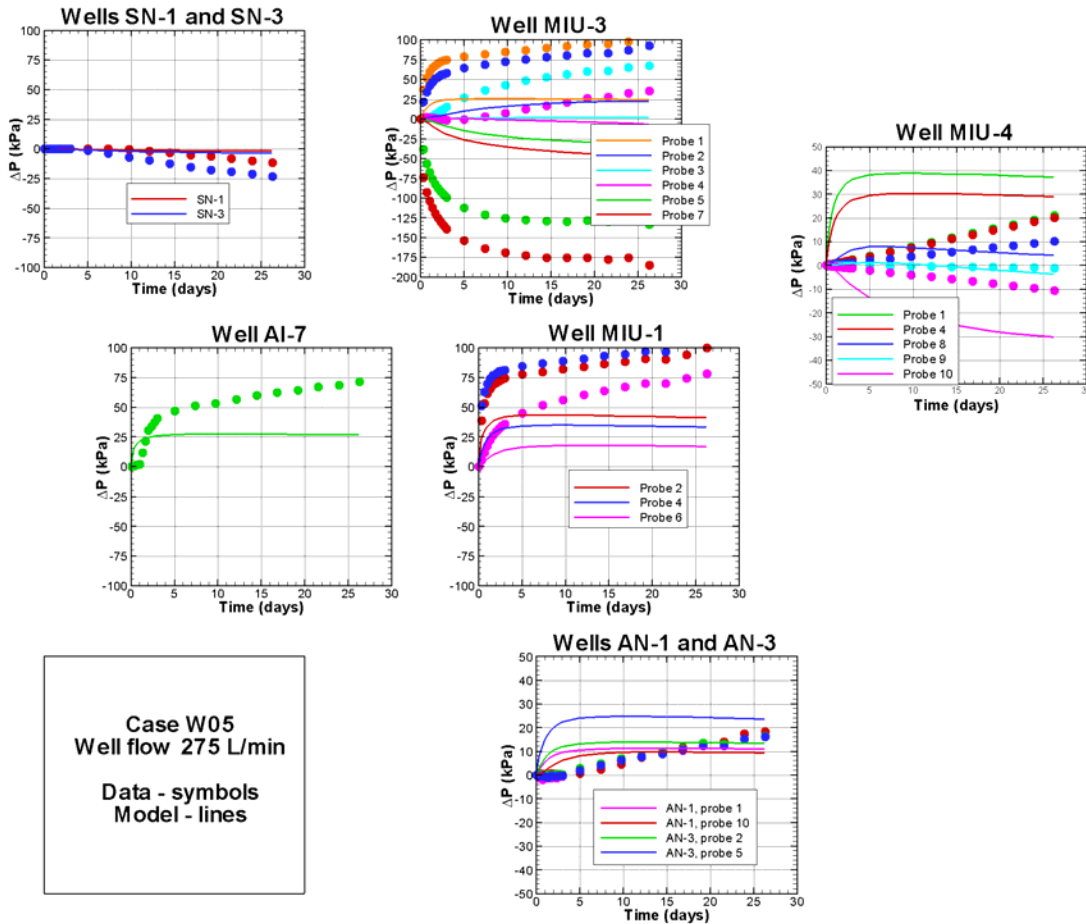 Wells SN-1 and SN-3
100
75
50
25
0
-25
-50
-75
-100
ΔP (kPa)
0 5 10 15 20 25 30
Time (days)
SN-1
SN-3
Well MIU-3
100
75
50
25
0
-25
-50
-75
-100
-125
-150
-175
-200
ΔP (kPa)
0 5 10 15 20 25 30
Time (days)
Probe 1
Probe 2
Probe 3
Probe 4
Probe 5
Probe 7
Well MIU-4
50
40
30
20
10
0
-10
-20
-30
-40
-50
ΔP (kPa)
0 5 10 15 20 25 30
Time (days)
Probe 1
Probe 4
Probe 8
Probe 9
Probe 10
Well AI-7
100
75
50
25
0
-25
-50
-75
-100
ΔP (kPa)
0 5 10 15 20 25 30
Time (days)
Well MIU-1
100
75
50
25
0
-25
-50
-75
-100
ΔP (kPa)
0 5 10 15 20 25 30
Time (days)
Probe 2
Probe 4
Probe 6
Case W05
Well flow 275 L/min
Data - symbols
Model - lines
Wells AN-1 and AN-3
50
40
30
20
10
0
-10
-20
-30
-40
-50
ΔP (kPa)
0 5 10 15 20 25 30
Time (days)
AN-1, probe 1
AN-1, probe 10
AN-3, probe 2
AN-3, probe 5